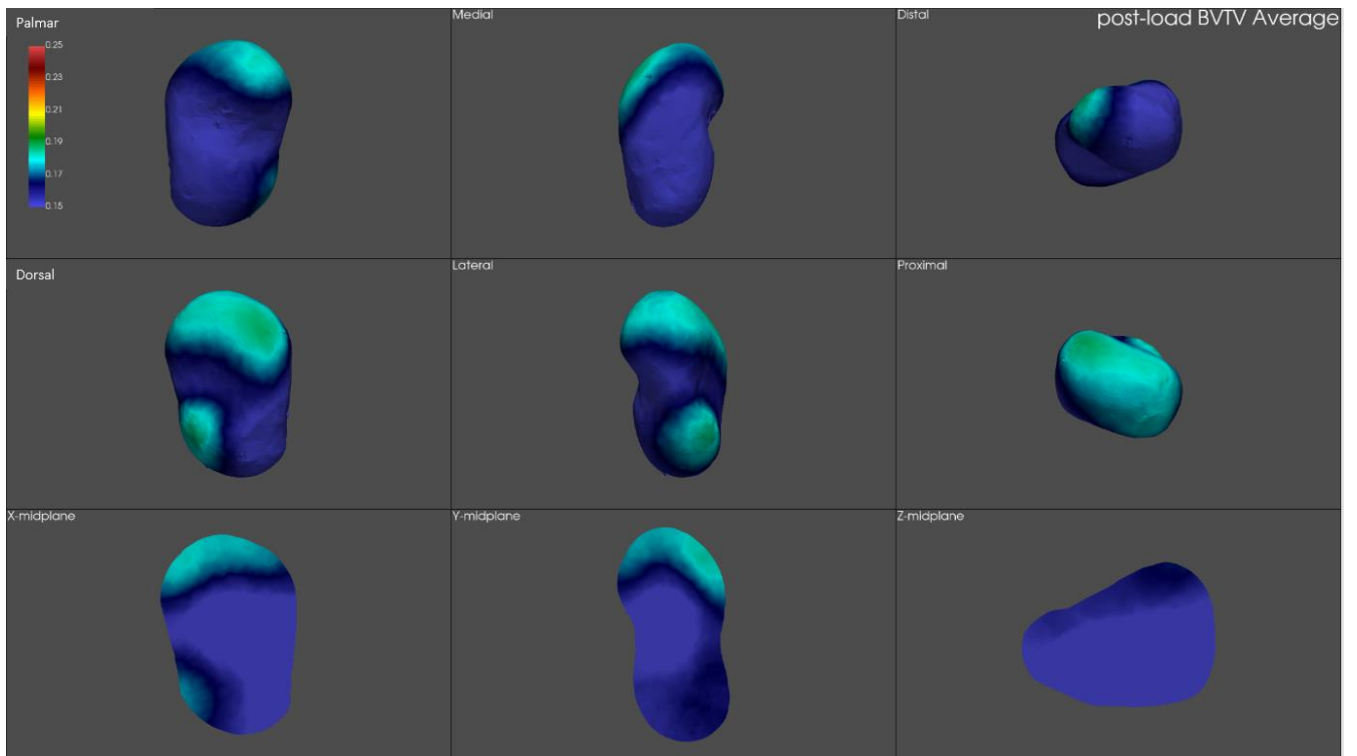 Palmar
Medial
Distal
post-load BVTV Average
0.25
0.23
0.21
0.19
0.17
0.15
Dorsal
Lateral
Proximal
X-midplane
Y-midplane
Z-midplane